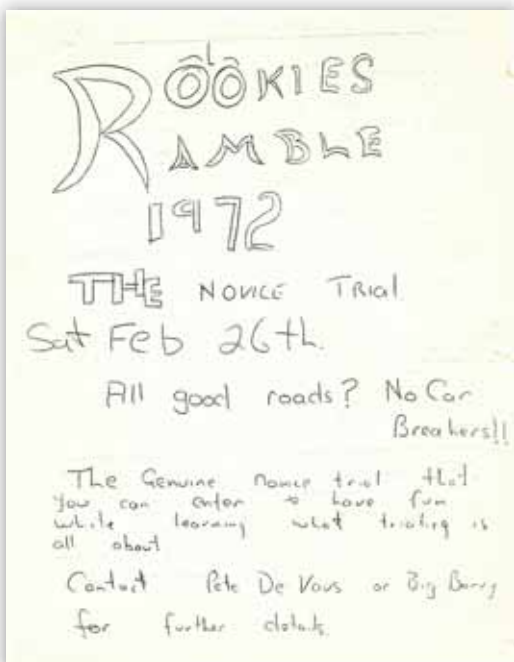 ROOKIES
RAMBLE
1972
THE NOVICE TRIAL
Sat Feb 26th.
All good roads? No Car
Breakers!!
The Genuine novice trial that
you can enter to have fun
while learning what trialing is
all about
Contact Pete De Vous or Big Barry
for further details.